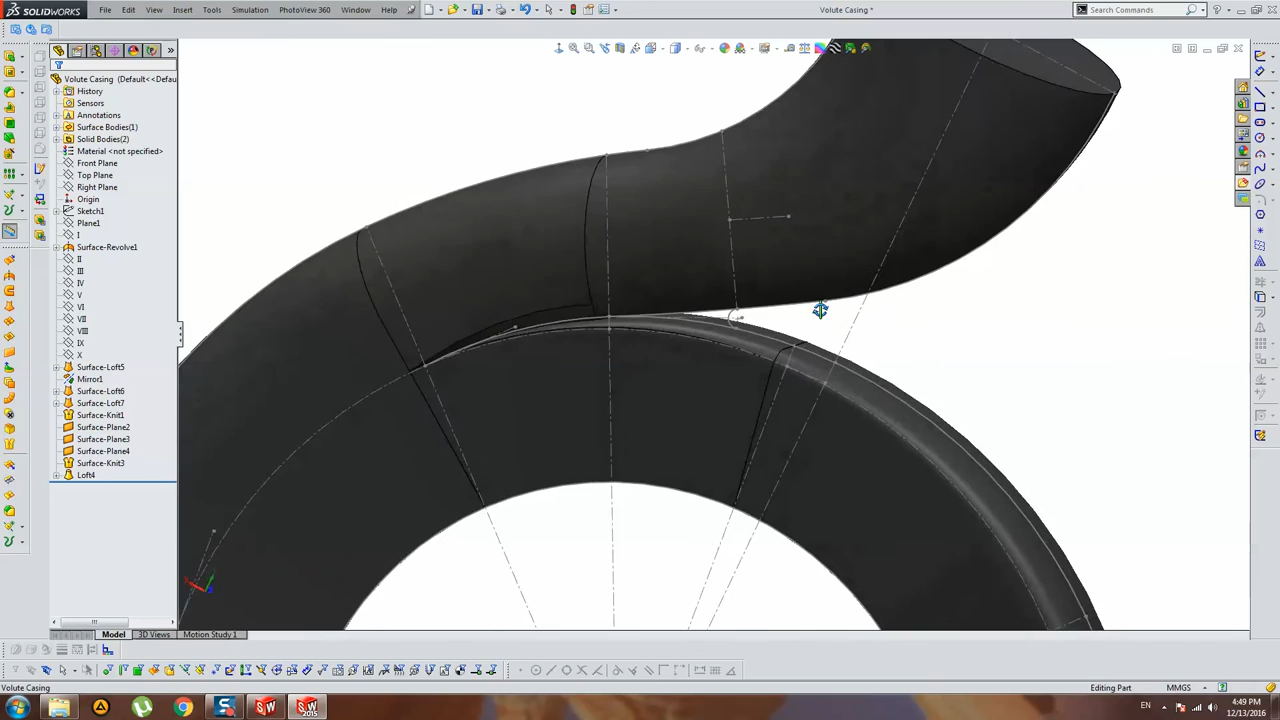 SOLIDWORKS
File Edit View Insert Tools Simulation PhotoView 360 Window Help
Volute Casing *
Search Commands
Volute Casing (Default<<Defau
History
Sensors
Annotations
Surface Bodies(1)
Solid Bodies(2)
Material <not specified>
Front Plane
Top Plane
Right Plane
Origin
Sketch1
Plane1
I
Surface-Revolve1
II
III
IV
V
VI
VII
VIII
IX
X
Surface-Loft5
Mirror1
Surface-Loft6
Surface-Loft7
Surface-Knit1
Surface-Plane2
Surface-Plane3
Surface-Plane4
Surface-Knit3
Loft4
Model 3D Views Motion Study 1
Volute Casing
Editing Part
MMGS
2015
EN
4:49 PM
12/13/2016